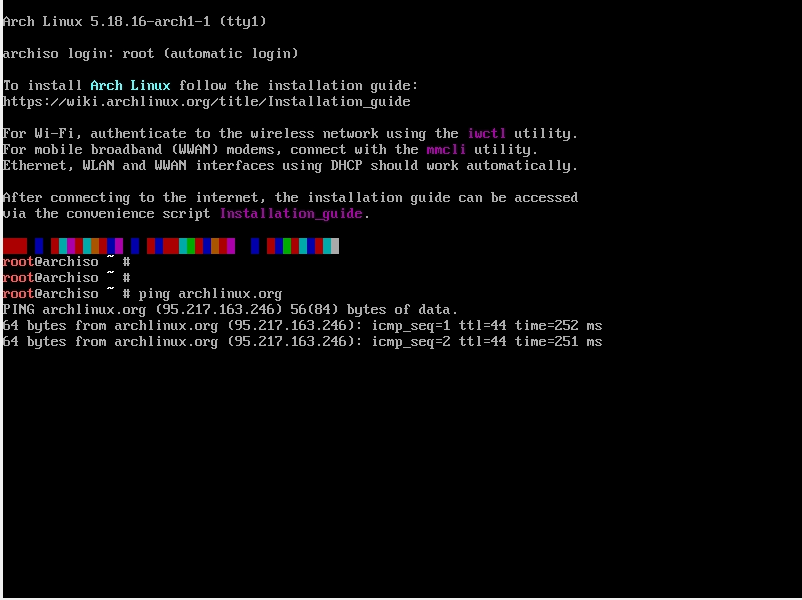 Arch Linux 5.18.16-arch1-1 (tty1)
archiso login: root (automatic login)
To install Arch Linux follow the installation guide:
https://wiki.archlinux.org/title/Installation_guide
For Wi-Fi, authenticate to the wireless network using the iwctl utility.
For mobile broadband (WWAN) modems, connect with the mmcli utility.
Ethernet, WLAN and WWAN interfaces using DHCP should work automatically.
After connecting to the internet, the installation guide can be accessed
via the convenience script Installation_guide.
root@archiso ~ #
root@archiso ~ #
root@archiso ~ # ping archlinux.org
PING archlinux.org (95.217.163.246) 56(84) bytes of data.
64 bytes from archlinux.org (95.217.163.246): icmp_seq=1 ttl=44 time=252 ms
64 bytes from archlinux.org (95.217.163.246): icmp_seq=2 ttl=44 time=251 ms